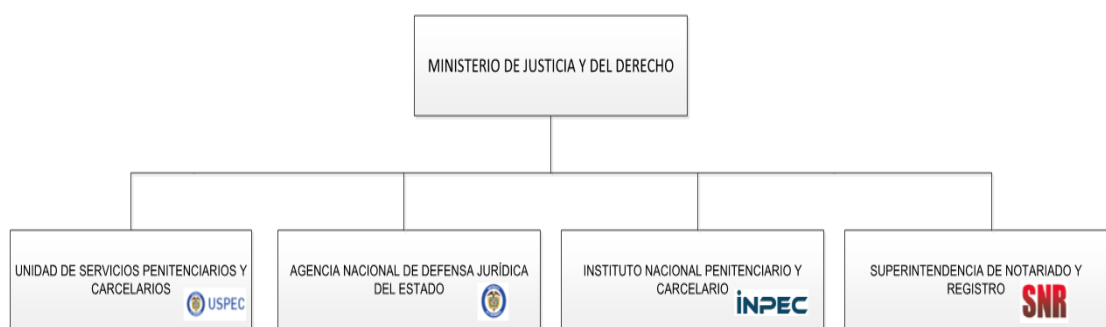 MINISTERIO DE JUSTICIA Y DEL DERECHO
UNIDAD DE SERVICIOS PENITENCIARIOS Y
CARCELARIOS
USPEC
AGENCIA NACIONAL DE DEFENSA JURÍDICA
DEL ESTADO
INSTITUTO NACIONAL PENITENCIARIO Y
CARCELARIO
INPEC
SUPERINTENDENCIA DE NOTARIADO Y
REGISTRO
SNR